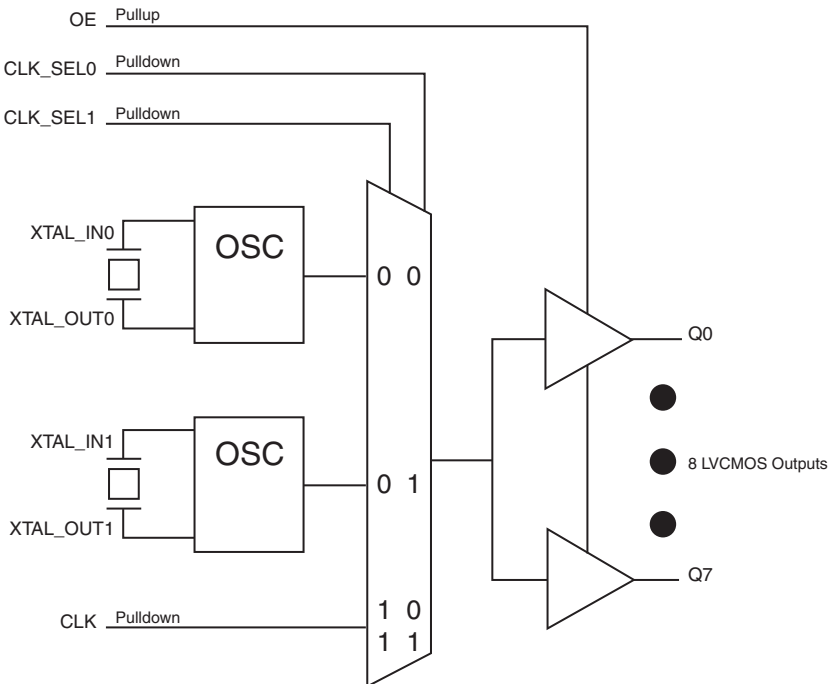 OE Pullup
CLK_SEL0 Pulldown
CLK_SEL1 Pulldown
XTAL_IN0
OSC
0 0
XTAL_OUT0
Q0
XTAL_IN1
OSC
8 LVCMOS Outputs
0 1
XTAL_OUT1
Q7
1 0
CLK Pulldown
1 1